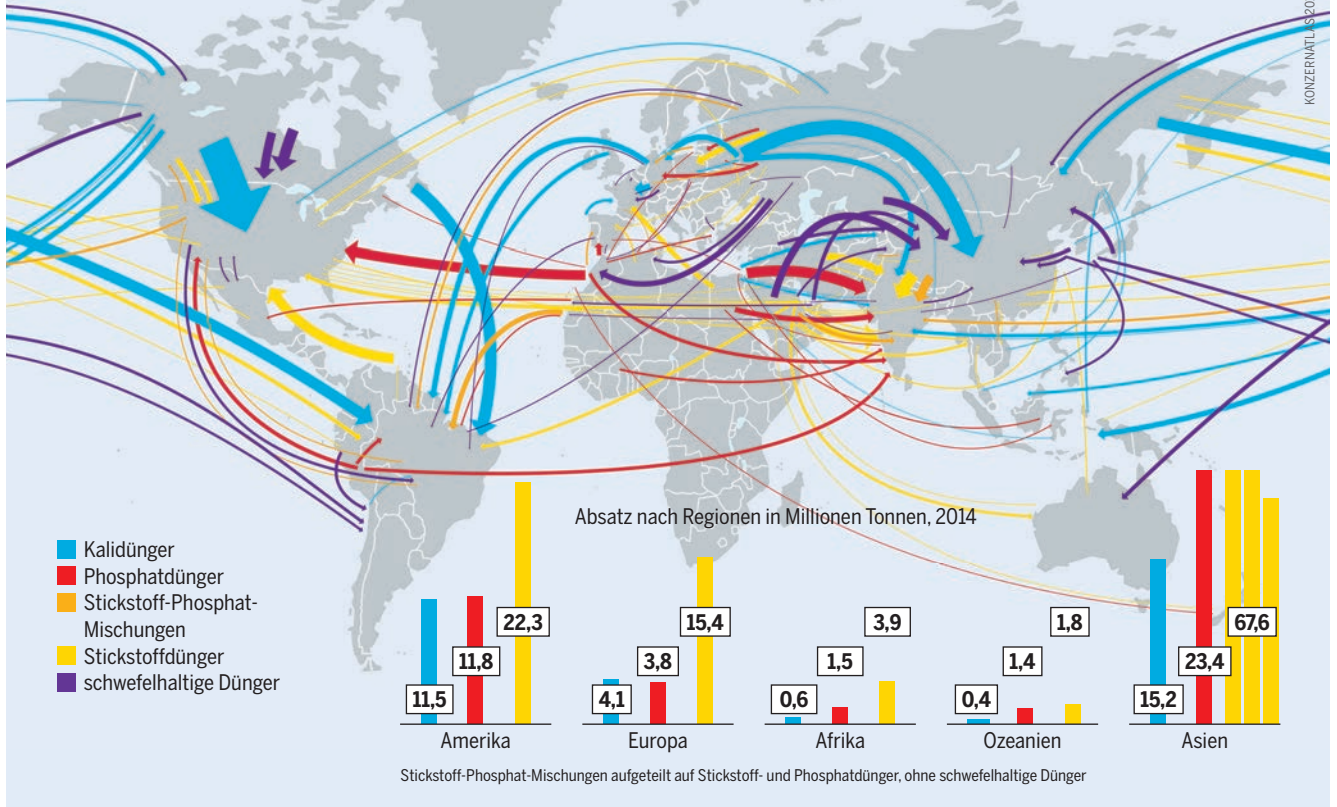 KONZERNATLAS 20
Absatz nach Regionen in Millionen Tonnen, 2014
Kalidünger
Phosphatdünger
Stickstoff-Phosphat-
Mischungen
Stickstoffdünger
schwefelhaltige Dünger
11,5
11,8
22,3
Amerika
4,1
3,8
15,4
Europa
0,6
1,5
3,9
Afrika
0,4
1,4
1,8
Ozeanien
15,2
23,4
67,6
Asien
Stickstoff-Phosphat-Mischungen aufgeteilt auf Stickstoff- und Phosphatdünger, ohne schwefelhaltige Dünger